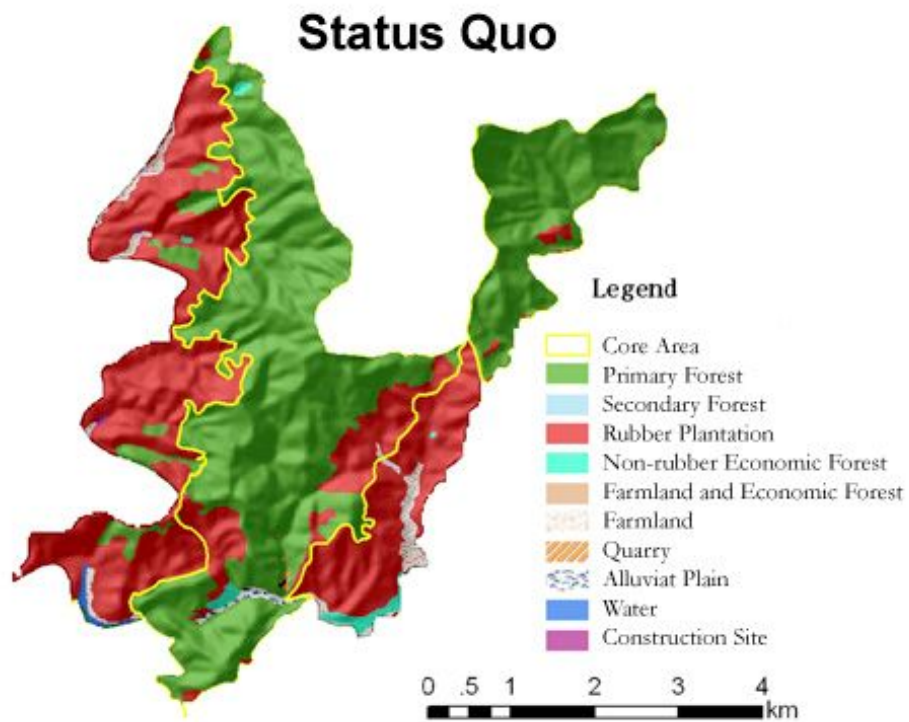 Status Quo
Legend
Core Area
Primary Forest
Secondary Forest
Rubber Plantation
Non-rubber Economic Forest
Farmland and Economic Forest
Farmland
Quarry
Alluviat Plain
Water
Construction Site
0 .5 1 2 3 4
km